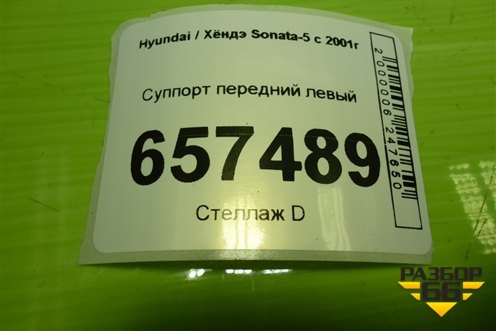 Hyundai / Хёндэ Sonata-5 с 2001г
Суппорт передний левый
657489
Стеллаж D
2000006247650
РАЗБОР
66